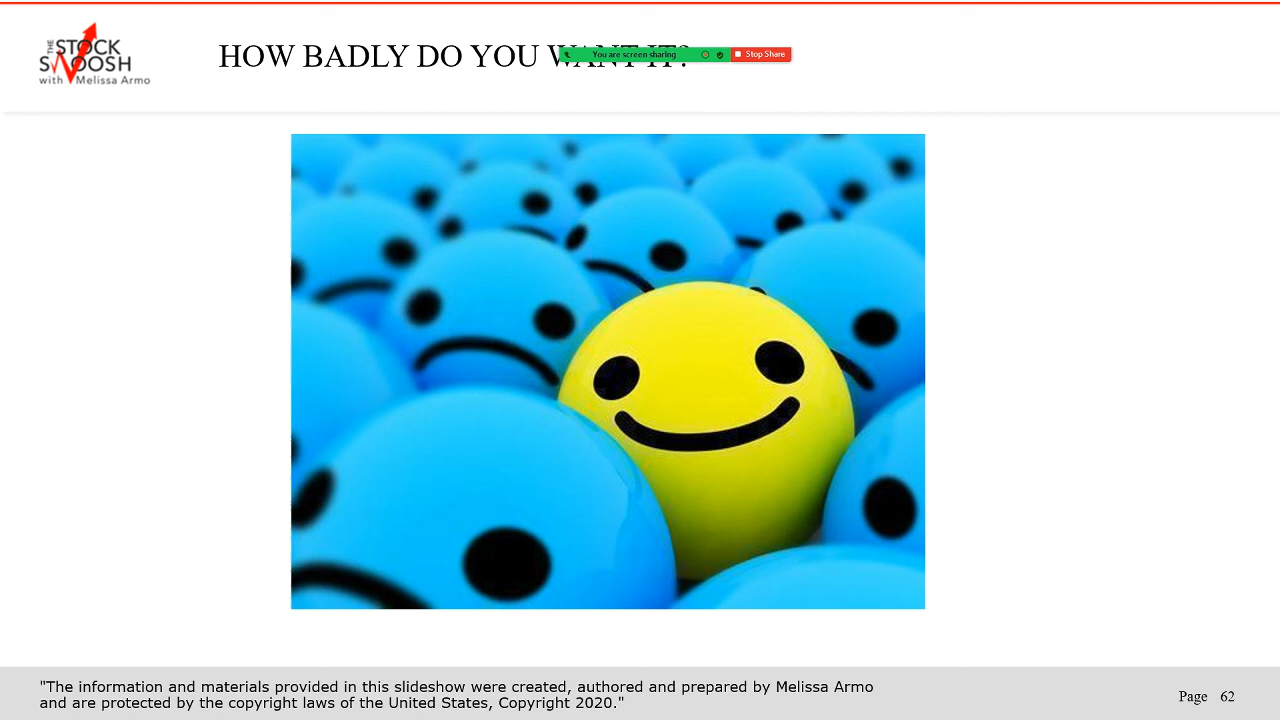 THE
STOCK
SWOOSH
with Melissa Armo
HOW BADLY DO YOU WANT IT?
You are screen sharing
Stop Share
"The information and materials provided in this slideshow were created, authored and prepared by Melissa Armo
and are protected by the copyright laws of the United States, Copyright 2020."
Page 62